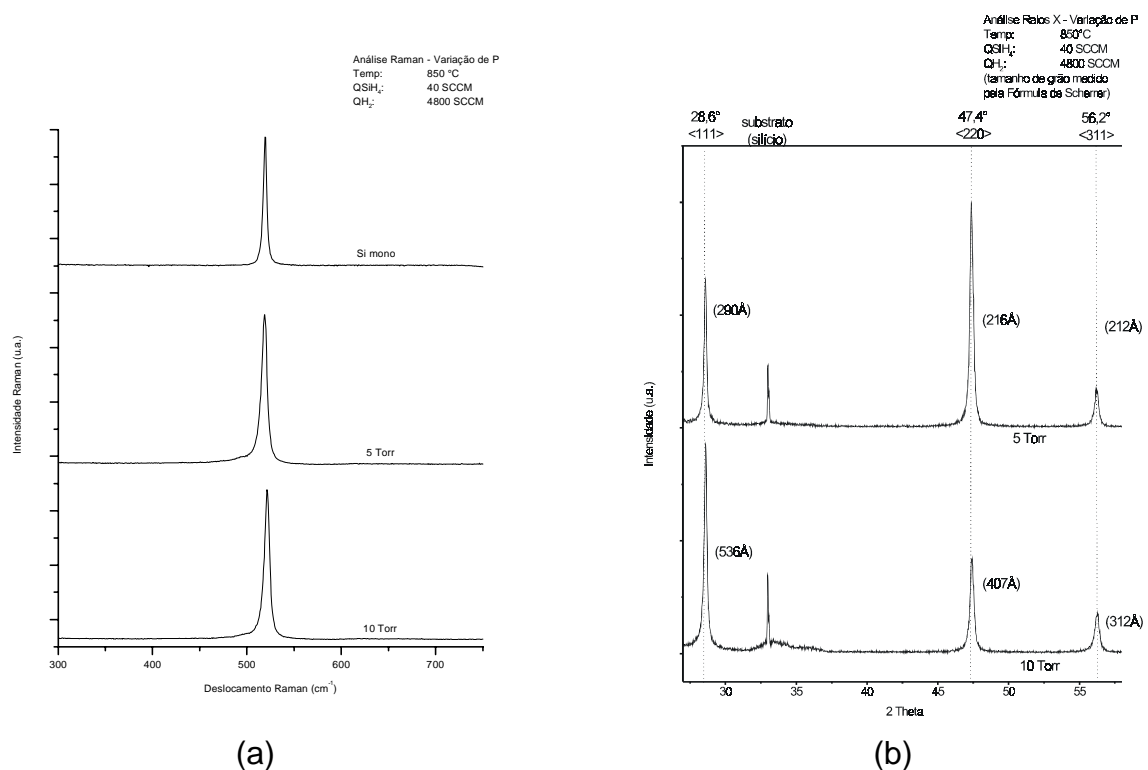 Análise Raman - Variação de P
Temp: 850 °C
QSiH4: 40 SCCM
QH2: 4800 SCCM
Si mono
5 Torr
10 Torr
Intensidade Raman (u.a.)
300 400 500 600 700
Deslocamento Raman (cm-1)
(a)
Análise Raios X - Variação de P
Temp: 850°C
QSiH4: 40 SCCM
QH2: 4800 SCCM
(tamanho de grão medido
pela Fórmula de Scherrer)
28,6° substrato 47,4° 56,2°
<111> (silício) <220> <311>
(290Å) (216Å) (212Å)
5 Torr
(536Å) (407Å) (312Å)
10 Torr
Intensidade (u.a.)
30 35 40 45 50 55
2 Theta
(b)